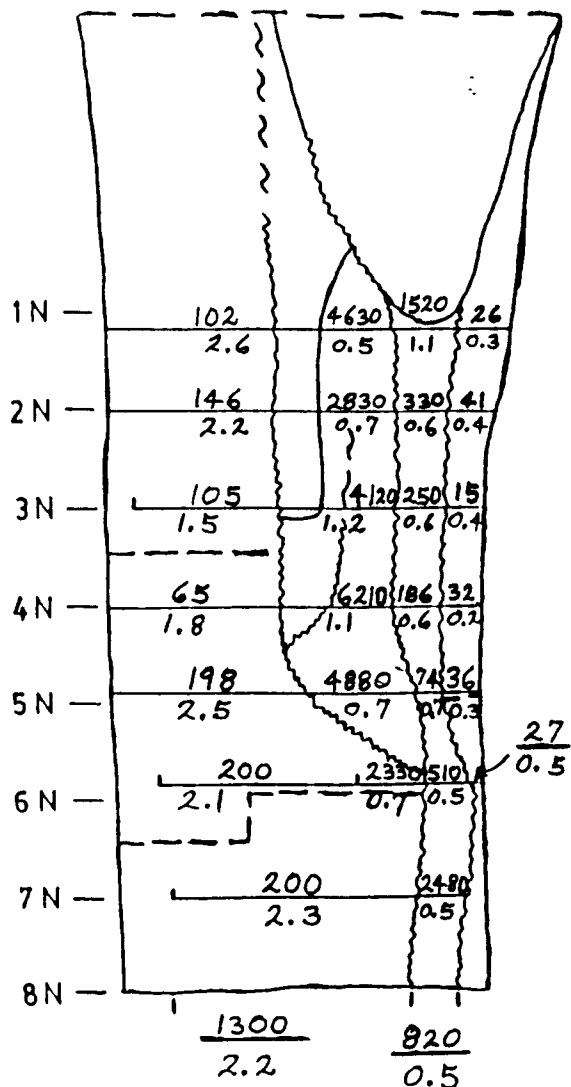 1N — 102 4630 1520 26
2.6 0.5 1.1 0.3
2N — 146 2830 330 41
2.2 0.7 0.6 0.4
3N — 105 4120 250 15
1.5 1.2 0.6 0.4
4N — 65 6210 186 32
1.8 1.1 0.6 0.2
5N — 198 4880 74 36
2.5 0.7 0.7 0.3
27
0.5
6N — 200 2330 510
2.1 0.7 0.5
7N — 200 2480
2.3 0.5
8N —
1300 820
2.2 0.5